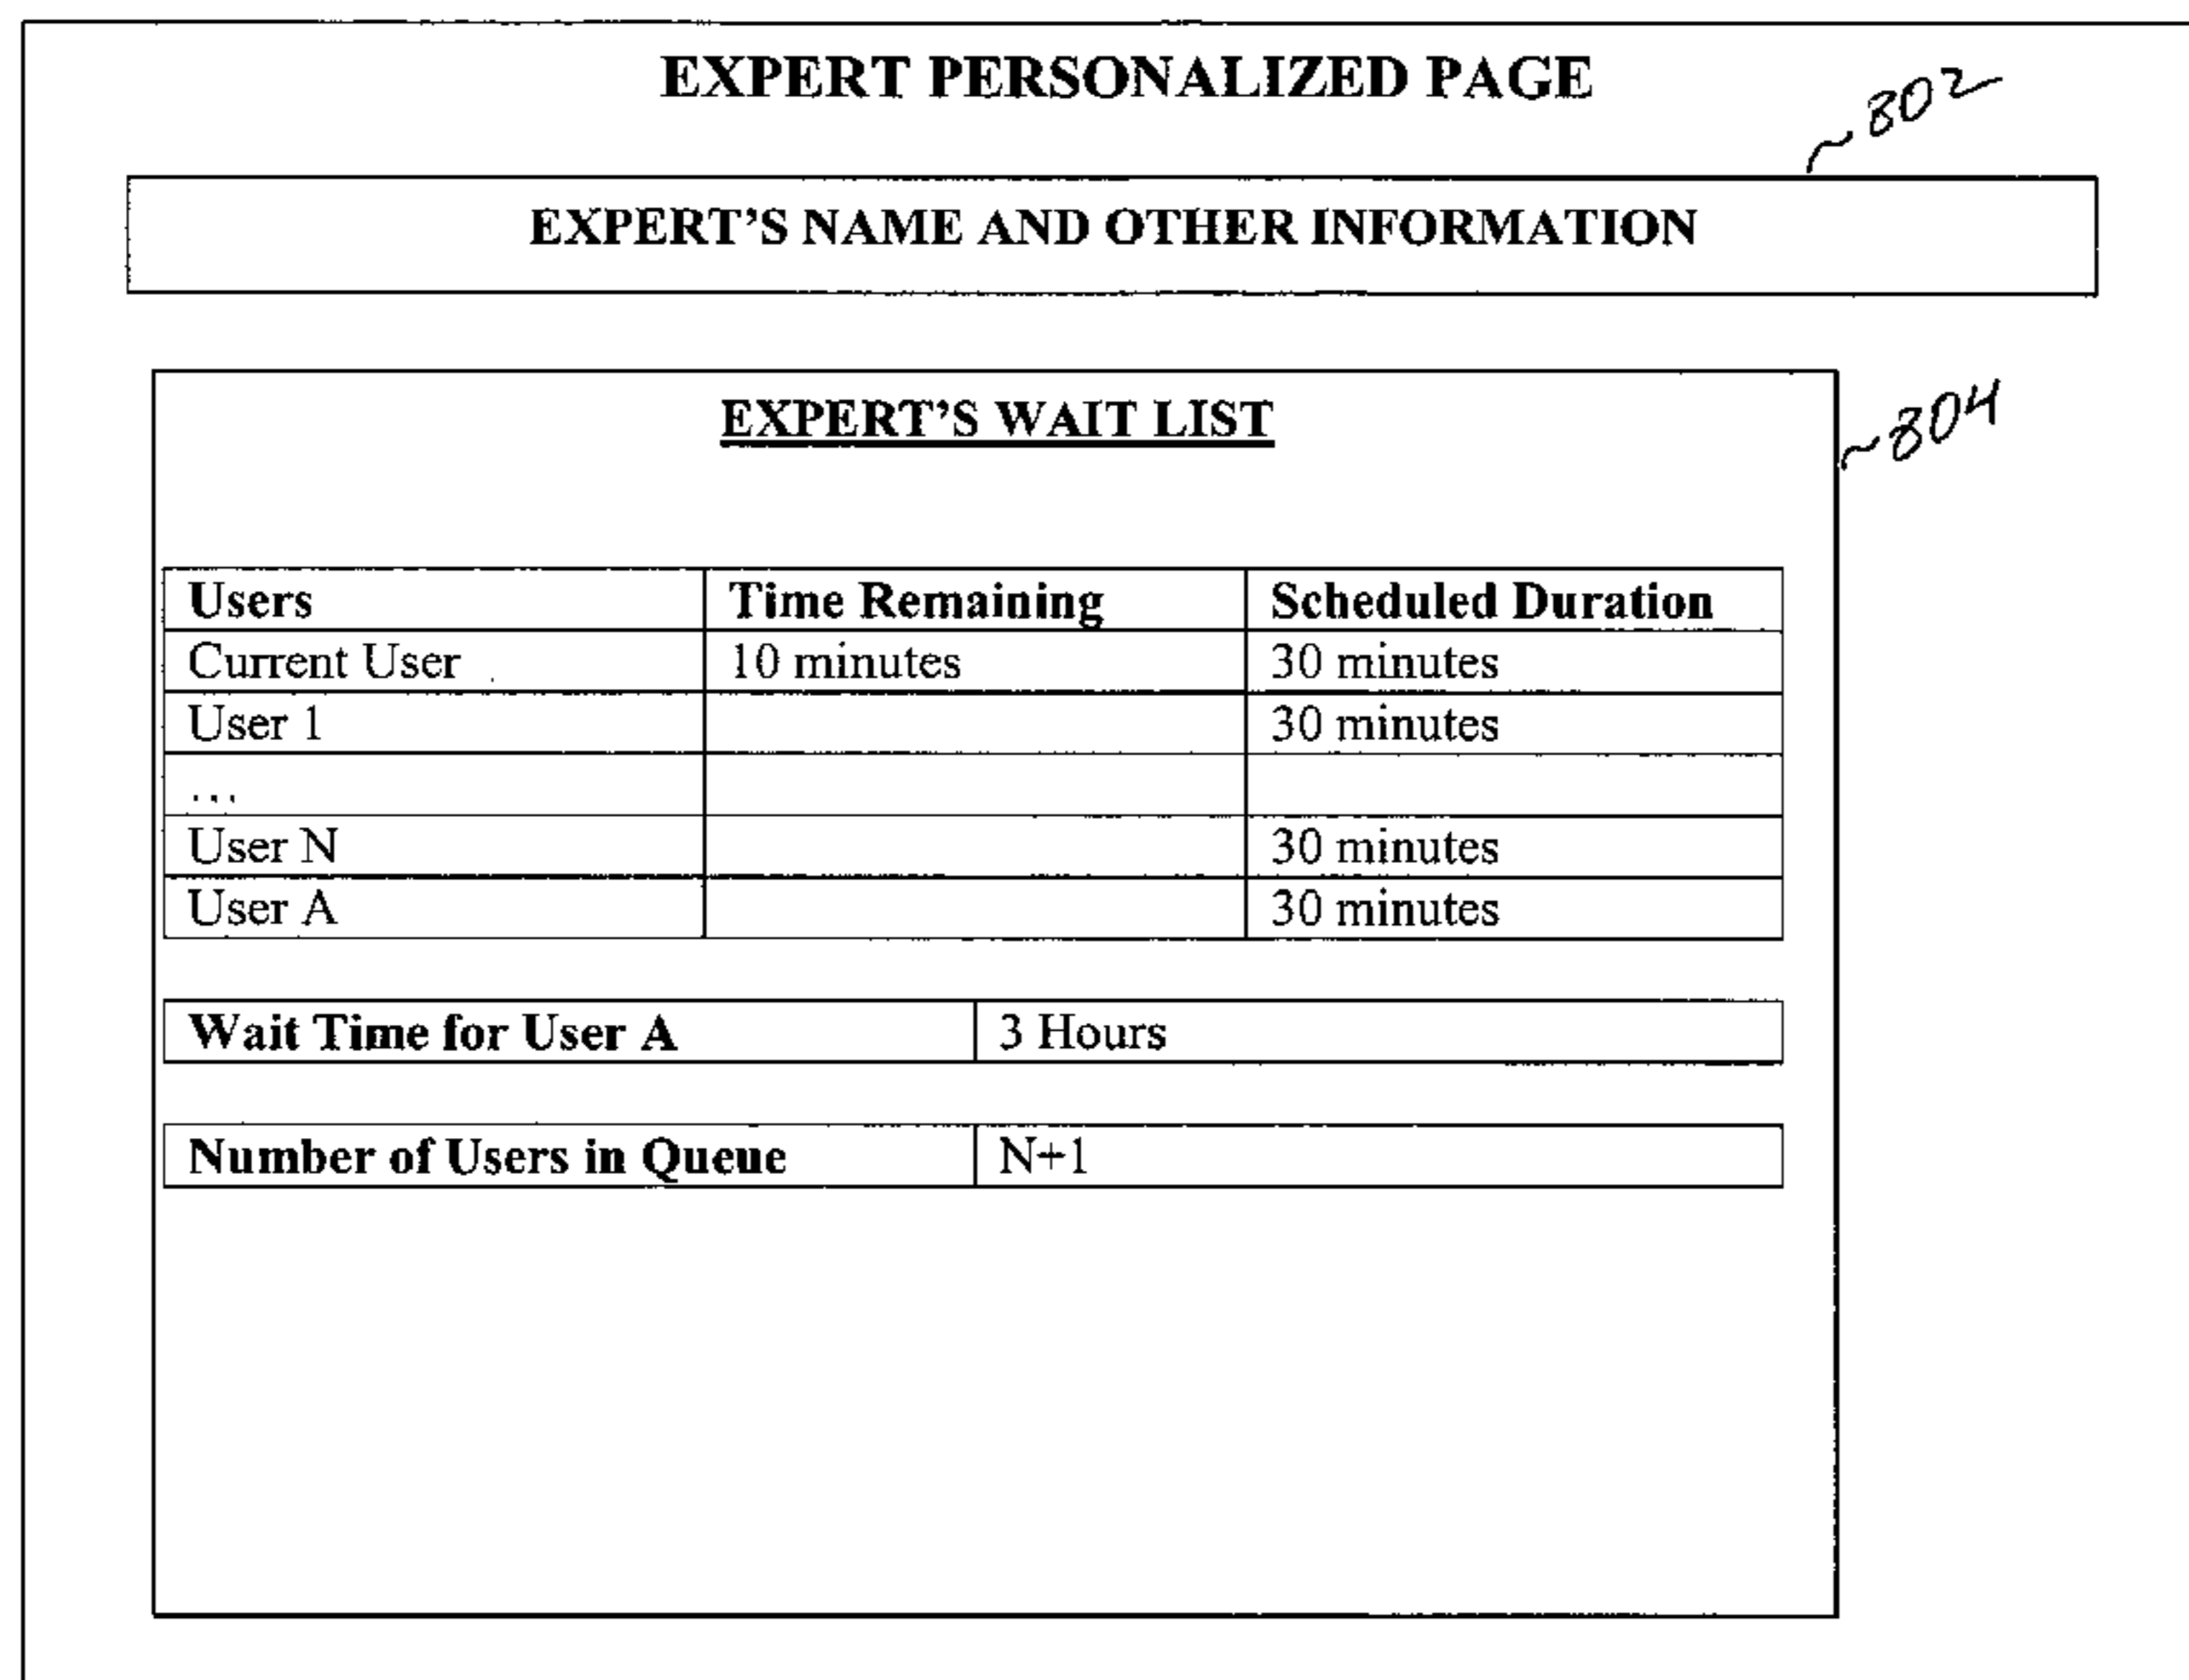 EXPERT PERSONALIZED PAGE
802
EXPERT'S NAME AND OTHER INFORMATION
EXPERT'S WAIT LIST
804
Users Time Remaining Scheduled Duration
Current User 10 minutes 30 minutes
User 1 30 minutes
...
User N 30 minutes
User A 30 minutes
Wait Time for User A 3 Hours
Number of Users in Queue N+1